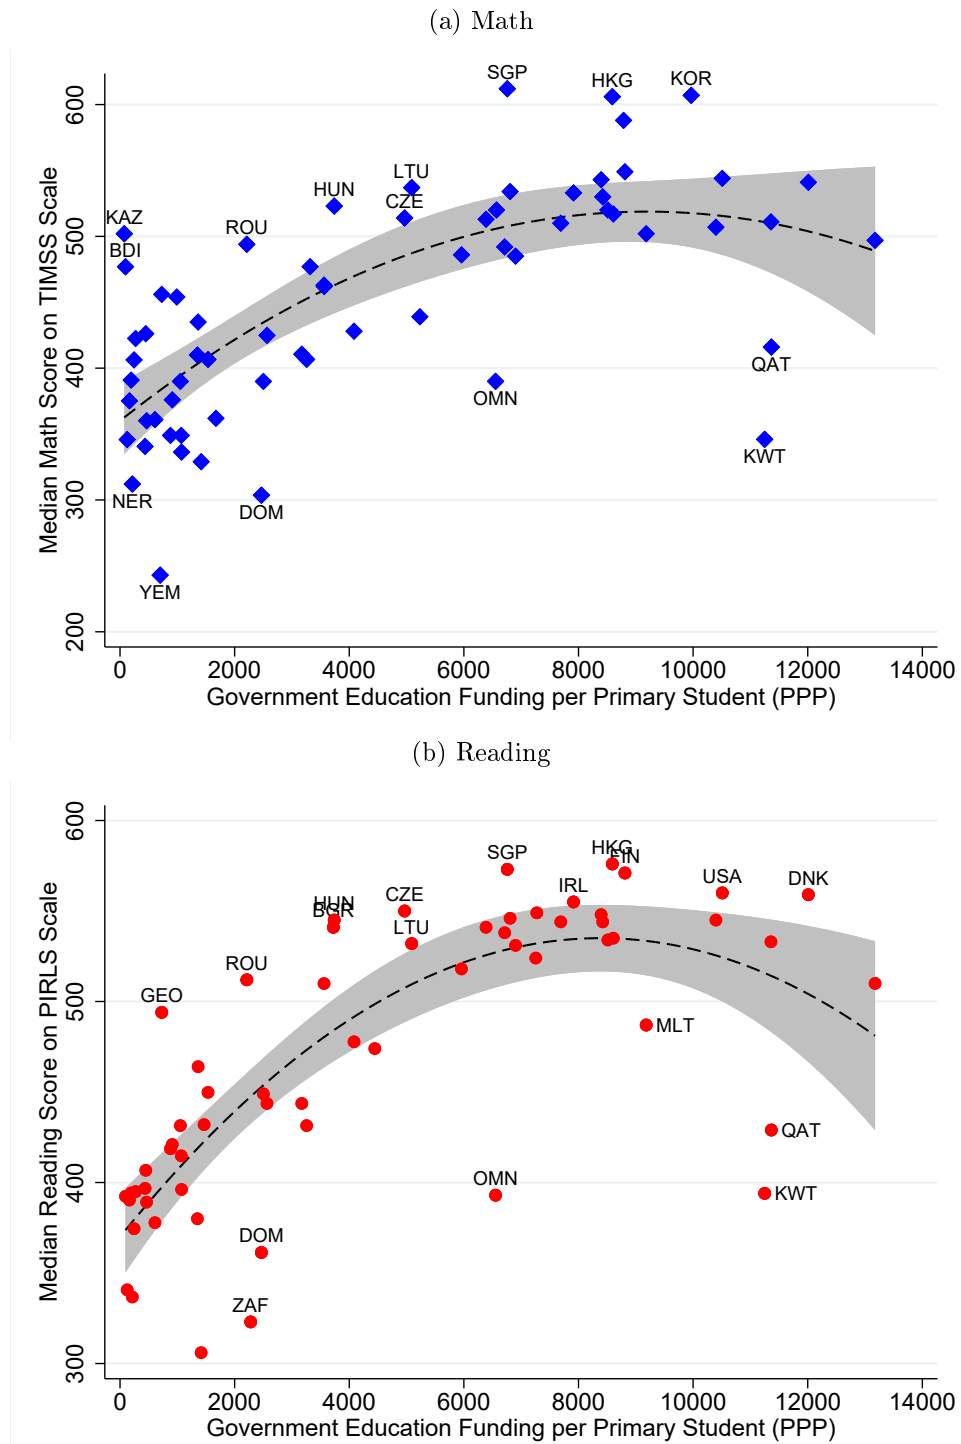 (a) Math
Median Math Score on TIMSS Scale
600
500
400
300
200
SGP
HKG
KOR
LTU
HUN
CZE
KAZ
ROU
BDI
QAT
OMN
KWT
NER
DOM
YEM
0 2000 4000 6000 8000 10000 12000 14000
Government Education Funding per Primary Student (PPP)
(b) Reading
Median Reading Score on PIRLS Scale
600
500
400
300
HKG
SGP
FIN
USA
DNK
IRL
CZE
HUN
BGR
LTU
ROU
GEO
MLT
QAT
OMN
KWT
DOM
ZAF
0 2000 4000 6000 8000 10000 12000 14000
Government Education Funding per Primary Student (PPP)